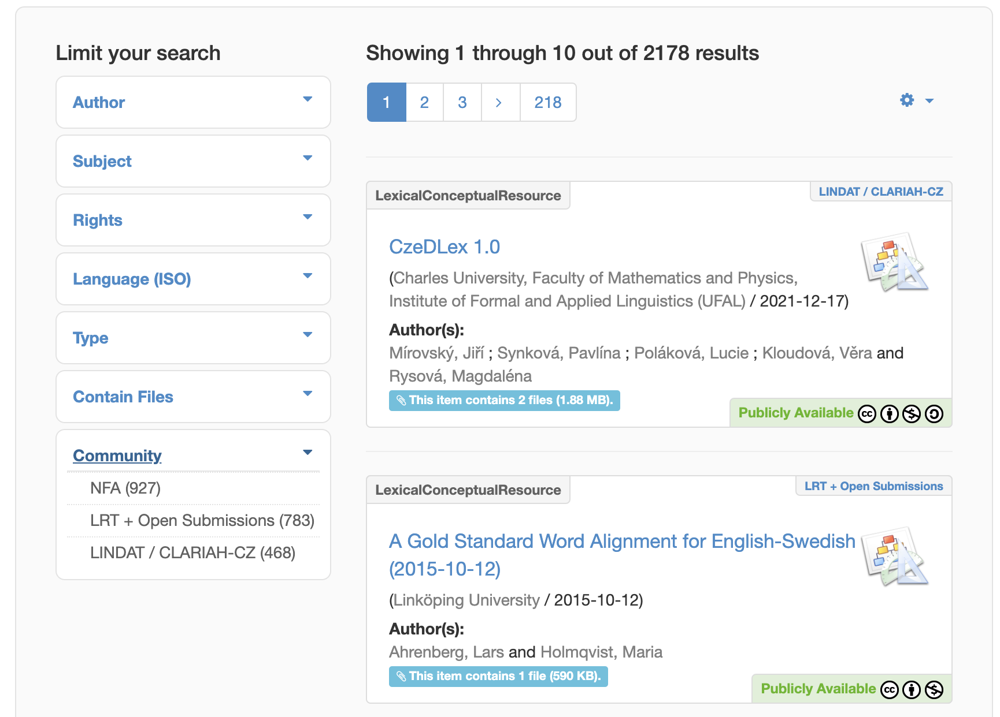 Limit your search
Author
Subject
Rights
Language (ISO)
Type
Contain Files
Community
NFA (927)
LRT + Open Submissions (783)
LINDAT / CLARIAH-CZ (468)
Showing 1 through 10 out of 2178 results
1 2 3 > 218
LexicalConceptualResource
LINDAT / CLARIAH-CZ
CzeDLex 1.0
(Charles University, Faculty of Mathematics and Physics,
Institute of Formal and Applied Linguistics (UFAL) / 2021-12-17)
Author(s):
Mírovský, Jiří ; Synková, Pavlína ; Poláková, Lucie ; Kloudová, Věra and
Rysová, Magdaléna
This item contains 2 files (1.88 MB).
Publicly Available cc
LexicalConceptualResource
LRT + Open Submissions
A Gold Standard Word Alignment for English-Swedish
(2015-10-12)
(Linköping University / 2015-10-12)
Author(s):
Ahrenberg, Lars and Holmqvist, Maria
This item contains 1 file (590 KB).
Publicly Available cc